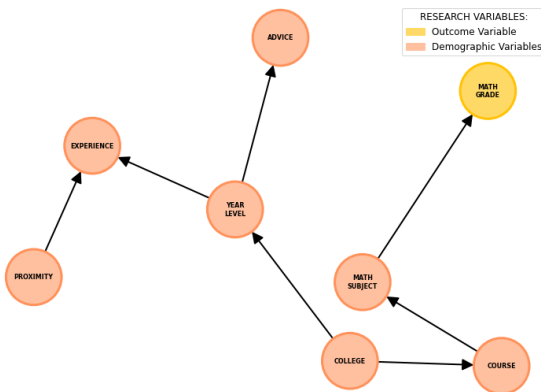 RESEARCH VARIABLES:
Outcome Variable
Demographic Variables
ADVICE
MATH
GRADE
EXPERIENCE
YEAR
LEVEL
PROXIMITY
MATH
SUBJECT
COLLEGE
COURSE